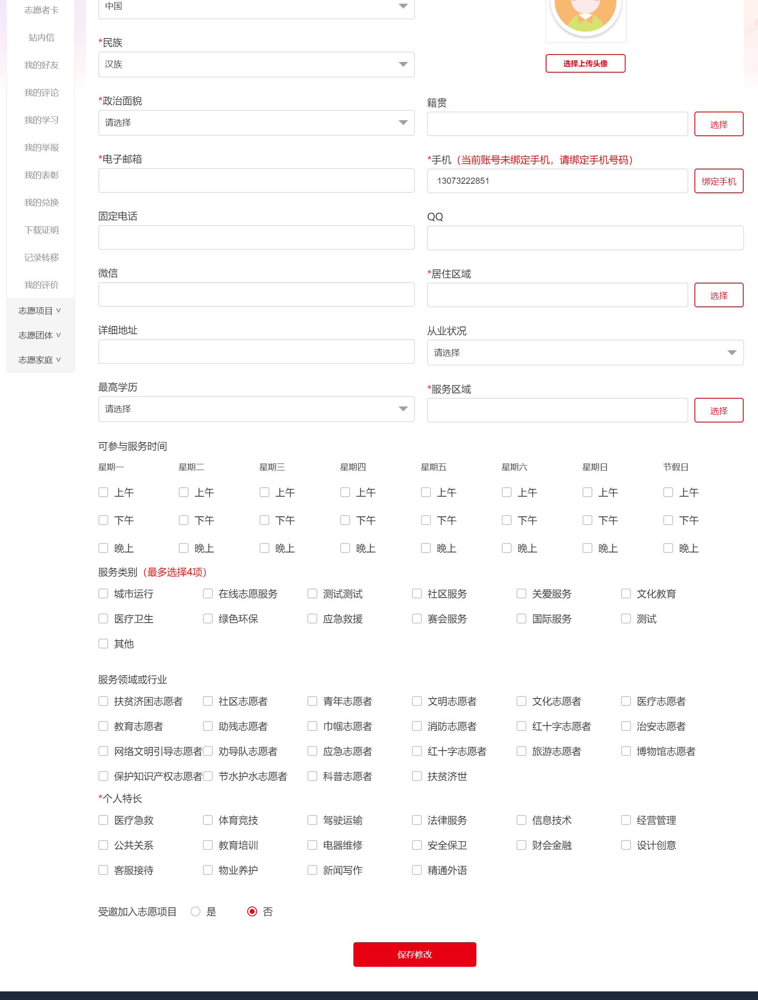 志愿者卡
站内信
我的好友
我的评论
我的学习
我的举报
我的表彰
我的兑换
下载证明
记录转移
我的评价
志愿项目 ∨
志愿团体 ∨
志愿家庭 ∨
中国
*民族
汉族
选择上传头像
*政治面貌
请选择
籍贯
选择
*电子邮箱
*手机（当前账号未绑定手机，请绑定手机号码）
13073222851
绑定手机
固定电话
QQ
微信
*居住区域
选择
详细地址
从业状况
请选择
最高学历
请选择
*服务区域
选择
可参与服务时间
星期一 星期二 星期三 星期四 星期五 星期六 星期日 节假日
上午 上午 上午 上午 上午 上午 上午 上午
下午 下午 下午 下午 下午 下午 下午 下午
晚上 晚上 晚上 晚上 晚上 晚上 晚上 晚上
服务类别（最多选择4项）
城市运行 在线志愿服务 测试测试 社区服务 关爱服务 文化教育
医疗卫生 绿色环保 应急救援 赛会服务 国际服务 测试
其他
服务领域或行业
扶贫济困志愿者 社区志愿者 青年志愿者 文明志愿者 文化志愿者 医疗志愿者
教育志愿者 助残志愿者 巾帼志愿者 消防志愿者 红十字志愿者 治安志愿者
网络文明引导志愿者 劝导队志愿者 应急志愿者 红十字志愿者 旅游志愿者 博物馆志愿者
保护知识产权志愿者 节水护水志愿者 科普志愿者 扶贫济世
*个人特长
医疗急救 体育竞技 驾驶运输 法律服务 信息技术 经营管理
公共关系 教育培训 电器维修 安全保卫 财会金融 设计创意
客服接待 物业养护 新闻写作 精通外语
受邀加入志愿项目 是 否
保存修改